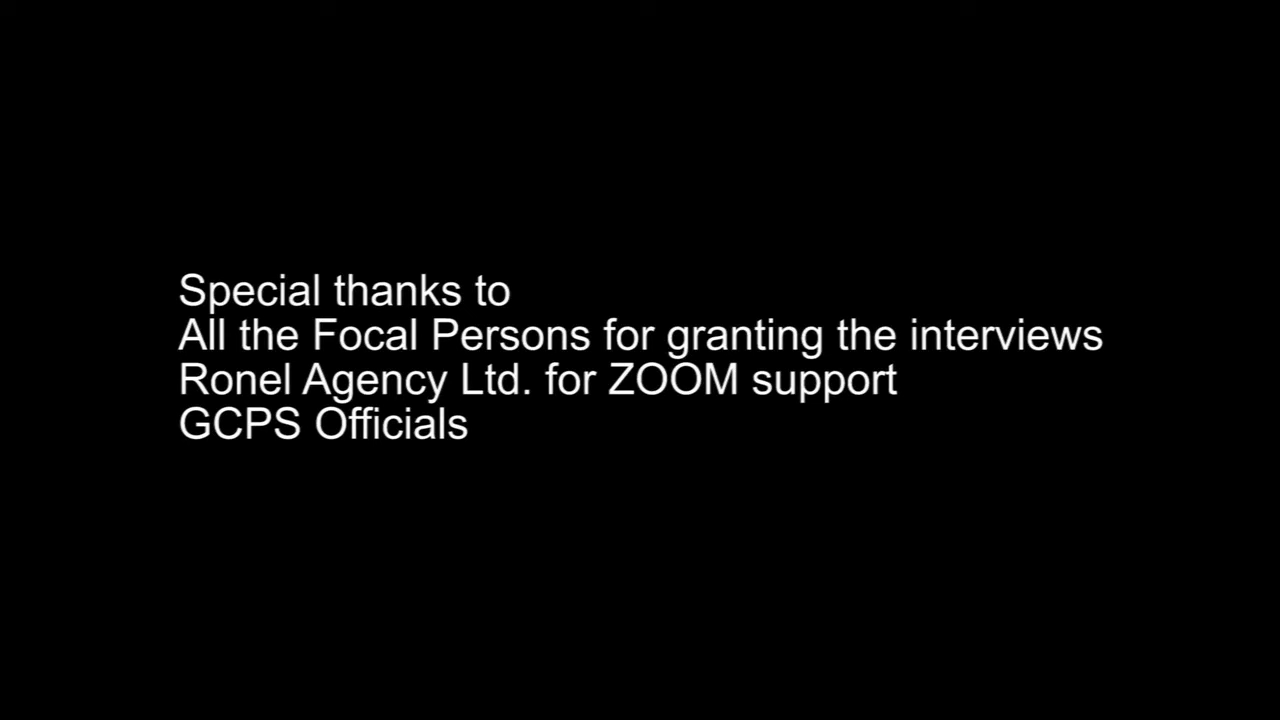 Special thanks to
All the Focal Persons for granting the interviews
Ronel Agency Ltd. for ZOOM support
GCPS Officials